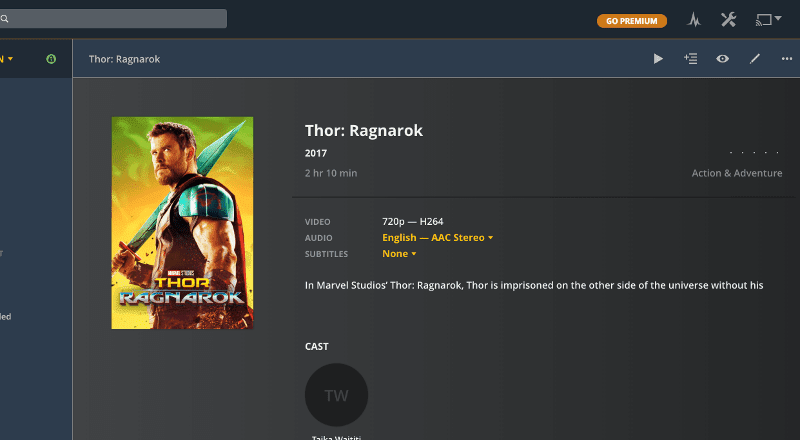 GO PREMIUM
N
Thor: Ragnarok
Thor: Ragnarok
2017
2 hr 10 min
Action & Adventure
VIDEO 720p — H264
AUDIO English — AAC Stereo
SUBTITLES None
MARVEL STUDIOS
THOR
RAGNAROK
In Marvel Studios' Thor: Ragnarok, Thor is imprisoned on the other side of the universe without his
CAST
TW
Taika Waititi